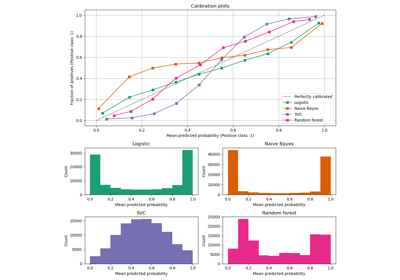 Calibration plots
Fraction of positives (Positive class: 1)
1.0
0.8
0.6
0.4
0.2
0.0
Perfectly calibrated
Logistic
Naive Bayes
SVC
Random forest
0.0 0.2 0.4 0.6 0.8 1.0
Mean predicted probability (Positive class: 1)
Logistic
Count
30000
20000
10000
0
0.0 0.2 0.4 0.6 0.8 1.0
Mean predicted probability
Naive Bayes
Count
40000
30000
20000
10000
0
0.0 0.2 0.4 0.6 0.8 1.0
Mean predicted probability
SVC
Count
15000
10000
5000
0
0.0 0.2 0.4 0.6 0.8 1.0
Mean predicted probability
Random forest
Count
25000
20000
15000
10000
5000
0
0.0 0.2 0.4 0.6 0.8 1.0
Mean predicted probability